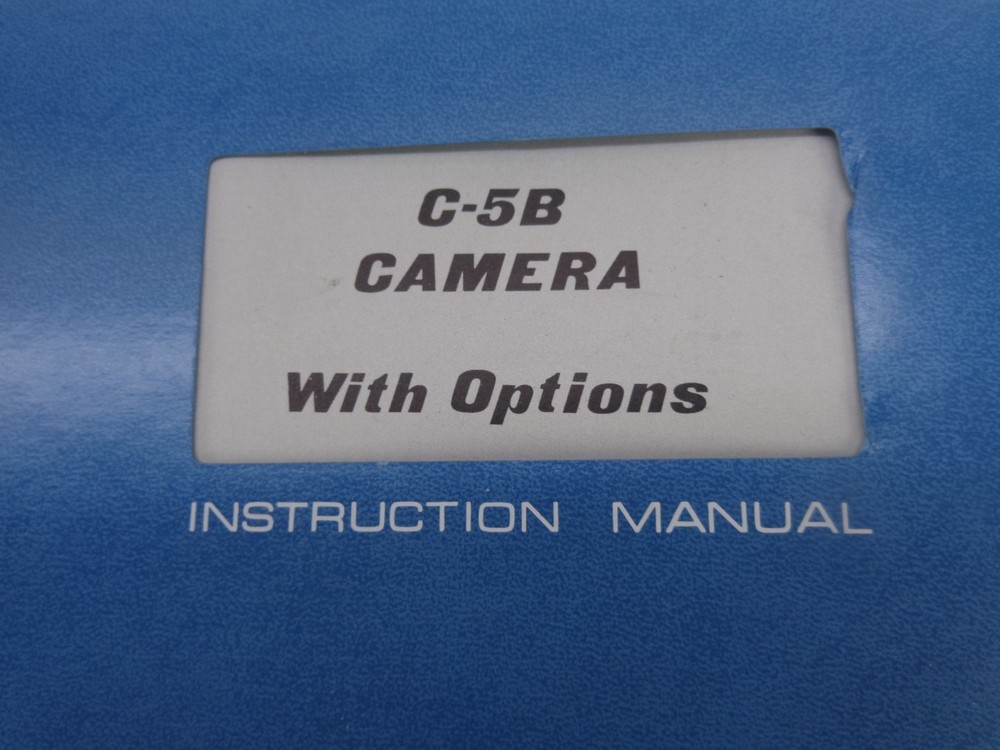 C-5B
CAMERA
With Options
INSTRUCTION MANUAL